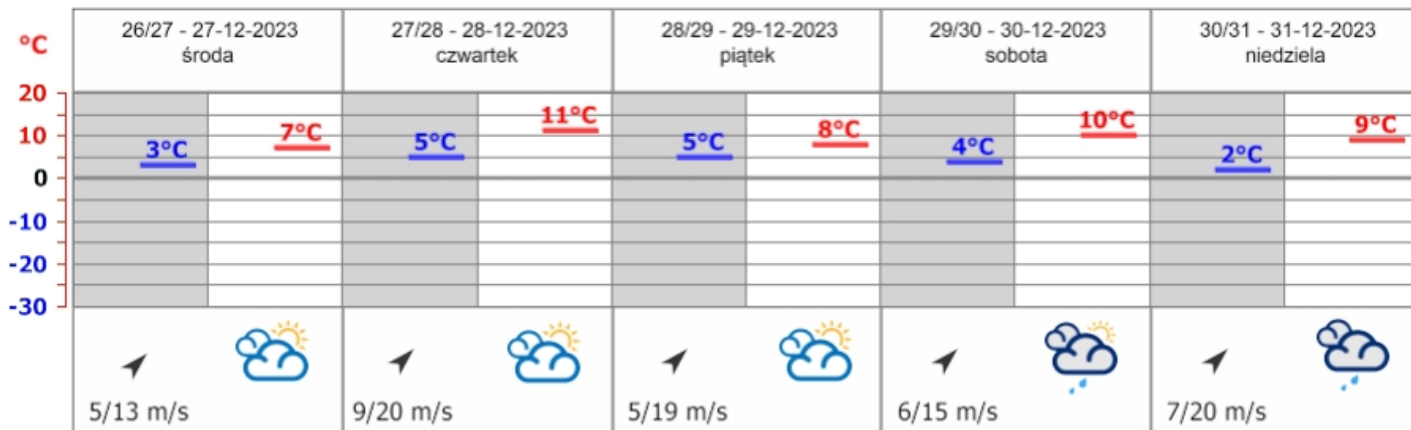 °C
26/27 - 27-12-2023
środa
27/28 - 28-12-2023
czwartek
28/29 - 29-12-2023
piątek
29/30 - 30-12-2023
sobota
30/31 - 31-12-2023
niedziela
20
10
0
-10
-20
-30
3°C
7°C
5°C
11°C
5°C
8°C
4°C
10°C
2°C
9°C
5/13 m/s
9/20 m/s
5/19 m/s
6/15 m/s
7/20 m/s